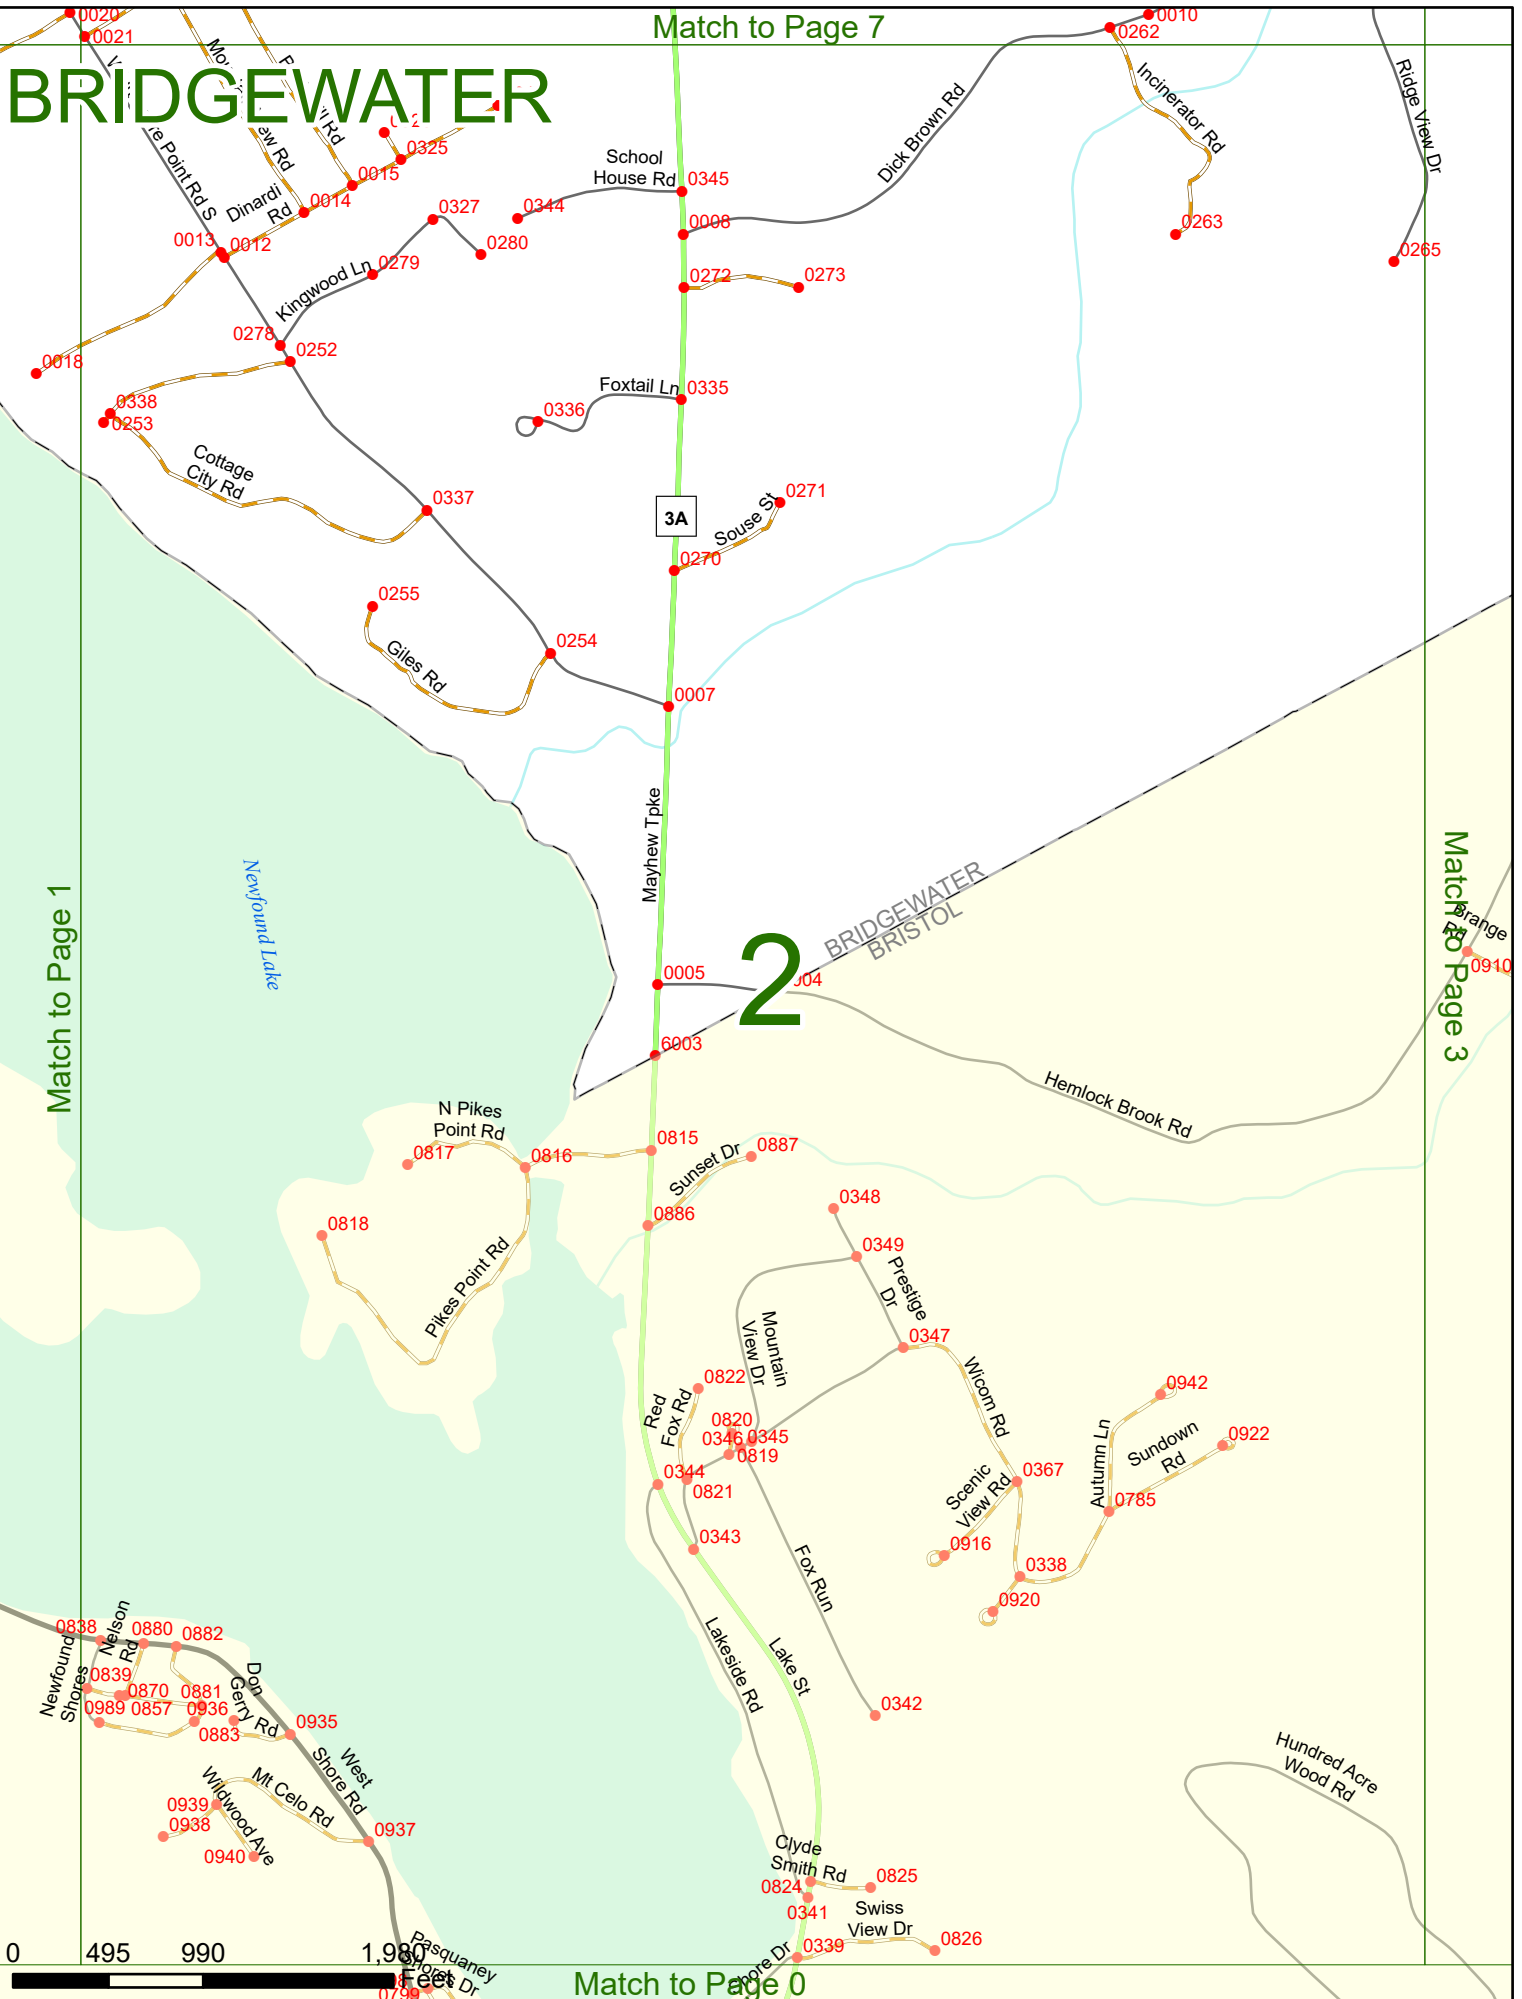 Match to Page 7
BRIDGEWATER
0020
0021
0010
0262
Incinerator Rd
Ridge View Dr
Dick Brown Rd
0263
0265
School
House Rd
0345
0344
0008
0272
0273
0325
0015
0014
Dinardi
Rd
0013
0012
0018
0327
0280
0279
Kingwood Ln
0278
0252
0338
0253
Cottage
City Rd
0337
Foxtail Ln
0335
0336
3A
Souse St
0271
0270
0255
Giles Rd
0254
0007
Mayhew Tpke
Newfound Lake
Match to Page 1
BRIDGEWATER
BRISTOL
2
0005
6003
Match to Page 3
Brange
Rd
0910
Hemlock Brook Rd
N Pikes
Point Rd
0817
0816
0815
Sunset Dr
0887
0886
0818
Pikes Point Rd
0348
0349
Prestige
Dr
0347
Mountain
View Dr
Wicom Rd
Red
Fox Rd
0822
0820
0346
0345
0819
0344
0821
0343
0942
Autumn Ln
Sundown
Rd
0922
0367
0785
Scenic
View Rd
0916
0338
0920
Fox Run
0342
Lakeside Rd
Lake St
0838
Nelson
Rd
0880
0882
Newfound
Shores
0839
0870
0881
0989
0857
0936
0883
Don
Gerry Rd
0935
West
Shore Rd
Mt Celo Rd
0939
0938
Wildwood Ave
0940
0937
Hundred Acre
Wood Rd
Clyde
Smith Rd
0825
0824
0341
Swiss
View Dr
0339
0826
Shore Dr
Pasquaney
Shores Dr
0799
0 495 990 1,980
Feet
Match to Page 0